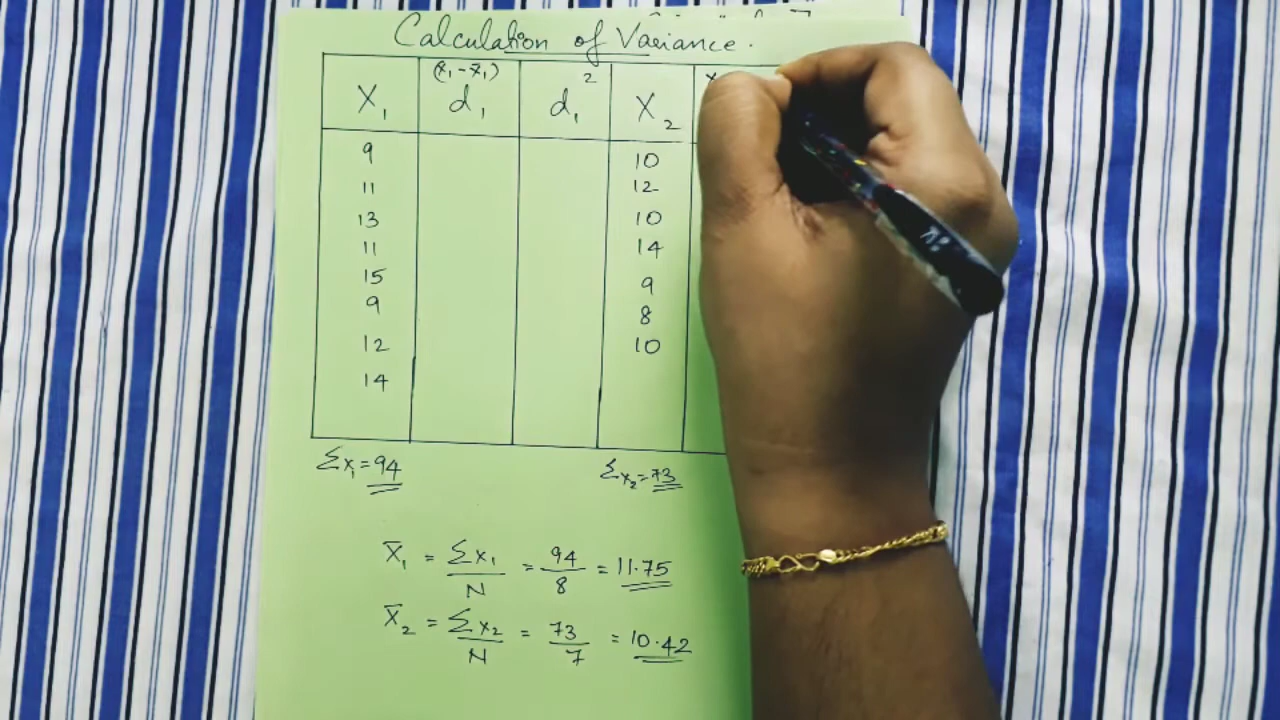 Calculation of Variance.
X₁ (x₁-x̄₁) d₁ d₁² X₂
9 10
11 12
13 10
11 14
15 9
9 8
12 10
14
Σx₁=94 Σx₂=73
X̄₁ = Σx₁/N = 94/8 = 11.75
X̄₂ = Σx₂/N = 73/7 = 10.42